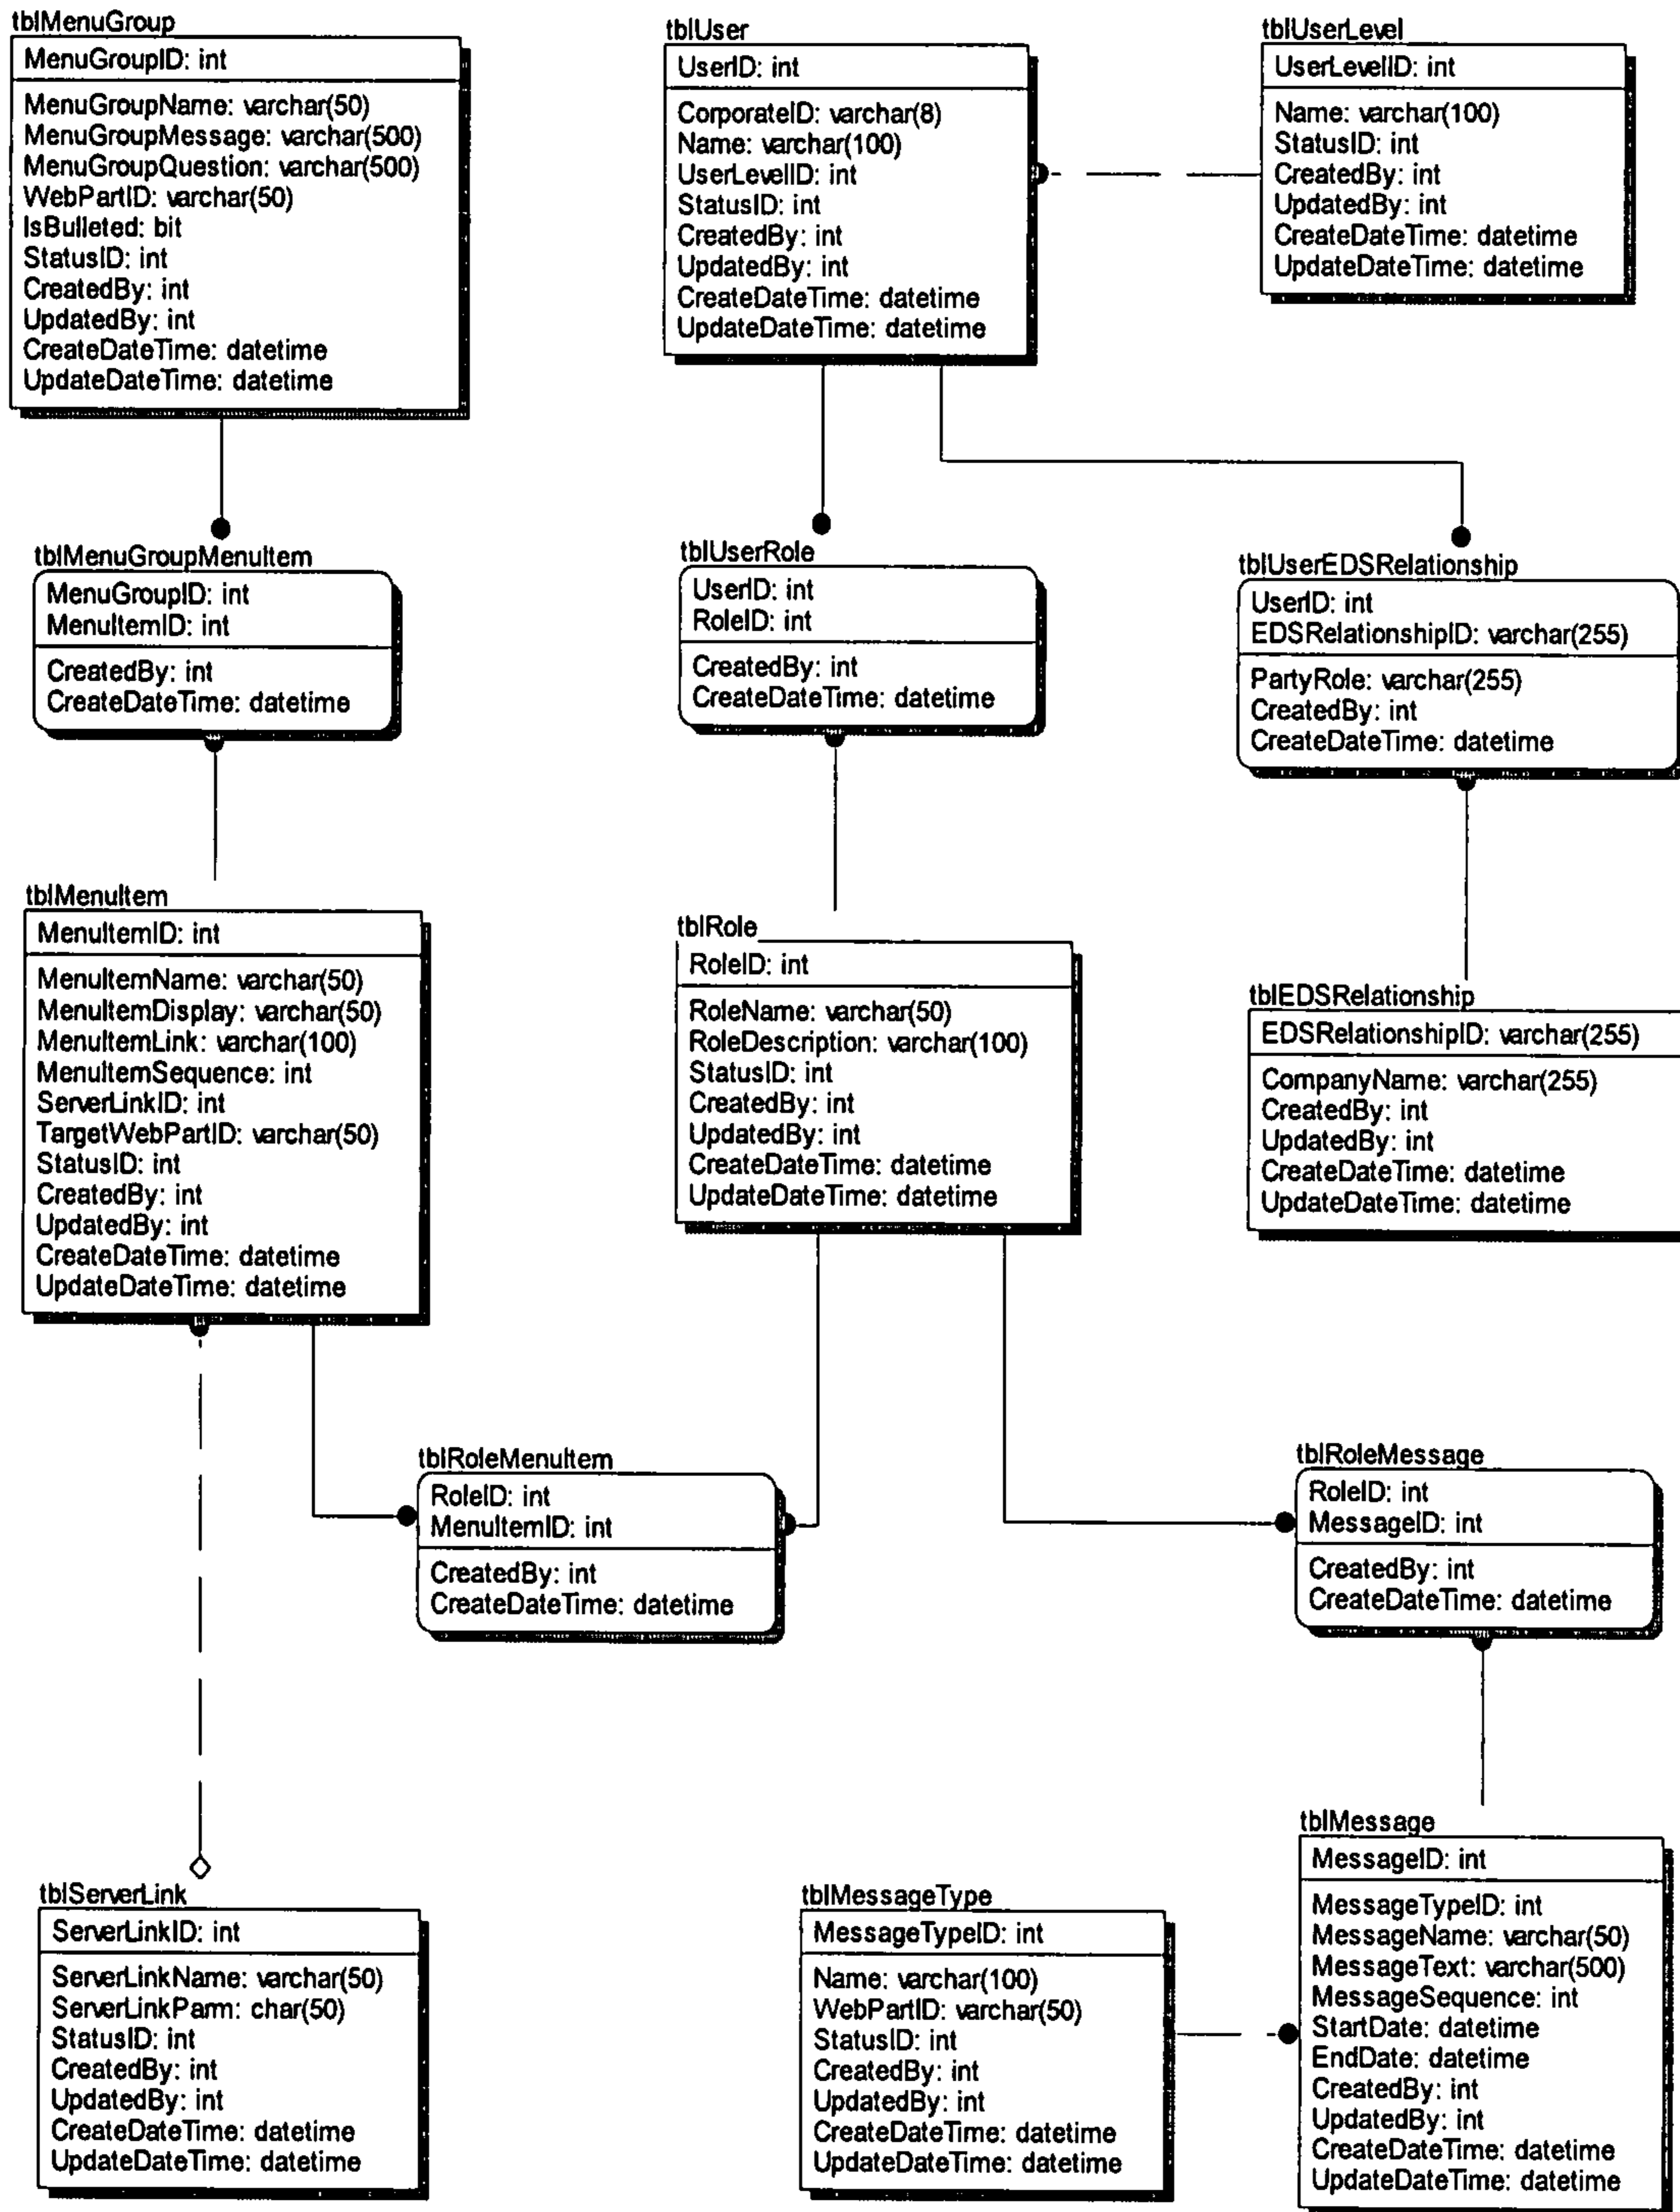 tblMenuGroup
MenuGroupID: int
MenuGroupName: varchar(50)
MenuGroupMessage: varchar(500)
MenuGroupQuestion: varchar(500)
WebPartID: varchar(50)
IsBulleted: bit
StatusID: int
CreatedBy: int
UpdatedBy: int
CreateDateTime: datetime
UpdateDateTime: datetime
tblUser
UserID: int
CorporateID: varchar(8)
Name: varchar(100)
UserLevelID: int
StatusID: int
CreatedBy: int
UpdatedBy: int
CreateDateTime: datetime
UpdateDateTime: datetime
tblUserLevel
UserLevelID: int
Name: varchar(100)
StatusID: int
CreatedBy: int
UpdatedBy: int
CreateDateTime: datetime
UpdateDateTime: datetime
tblMenuGroupMenuItem
MenuGroupID: int
MenuItemID: int
CreatedBy: int
CreateDateTime: datetime
tblUserRole
UserID: int
RoleID: int
CreatedBy: int
CreateDateTime: datetime
tblUserEDSRelationship
UserID: int
EDSRelationshipID: varchar(255)
PartyRole: varchar(255)
CreatedBy: int
CreateDateTime: datetime
tblMenuItem
MenuItemID: int
MenuItemName: varchar(50)
MenuItemDisplay: varchar(50)
MenuItemLink: varchar(100)
MenuItemSequence: int
ServerLinkID: int
TargetWebPartID: varchar(50)
StatusID: int
CreatedBy: int
UpdatedBy: int
CreateDateTime: datetime
UpdateDateTime: datetime
tblRole
RoleID: int
RoleName: varchar(50)
RoleDescription: varchar(100)
StatusID: int
CreatedBy: int
UpdatedBy: int
CreateDateTime: datetime
UpdateDateTime: datetime
tblEDSRelationship
EDSRelationshipID: varchar(255)
CompanyName: varchar(255)
CreatedBy: int
UpdatedBy: int
CreateDateTime: datetime
UpdateDateTime: datetime
tblRoleMenuItem
RoleID: int
MenuItemID: int
CreatedBy: int
CreateDateTime: datetime
tblRoleMessage
RoleID: int
MessageID: int
CreatedBy: int
CreateDateTime: datetime
tblServerLink
ServerLinkID: int
ServerLinkName: varchar(50)
ServerLinkParm: char(50)
StatusID: int
CreatedBy: int
UpdatedBy: int
CreateDateTime: datetime
UpdateDateTime: datetime
tblMessageType
MessageTypeID: int
Name: varchar(100)
WebPartID: varchar(50)
StatusID: int
CreatedBy: int
UpdatedBy: int
CreateDateTime: datetime
UpdateDateTime: datetime
tblMessage
MessageID: int
MessageTypeID: int
MessageName: varchar(50)
MessageText: varchar(500)
MessageSequence: int
StartDate: datetime
EndDate: datetime
CreatedBy: int
UpdatedBy: int
CreateDateTime: datetime
UpdateDateTime: datetime